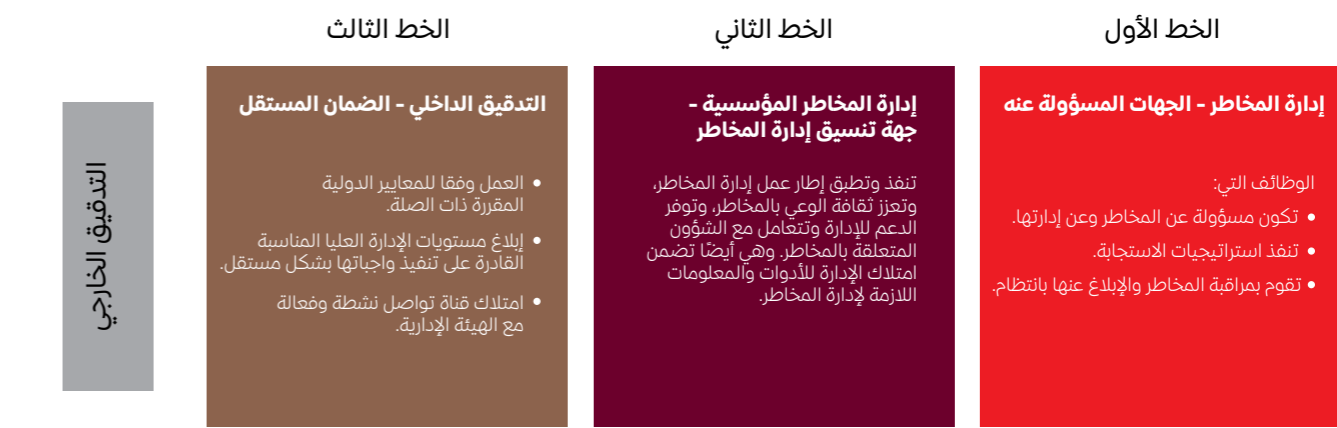 الخط الأول
إدارة المخاطر - الجهات المسؤولة عنه
الوظائف التي:
• تكون مسؤولة عن المخاطر وعن إدارتها.
• تنفذ استراتيجيات الاستجابة.
• تقوم بمراقبة المخاطر والإبلاغ عنها بانتظام.
الخط الثاني
إدارة المخاطر المؤسسية -
جهة تنسيق إدارة المخاطر
تنفذ وتطبق إطار عمل إدارة المخاطر،
وتعزز ثقافة الوعي بالمخاطر، وتوفر
الدعم للإدارة وتتعامل مع الشؤون
المتعلقة بالمخاطر. وهي أيضًا تضمن
امتلاك الإدارة للأدوات والمعلومات
اللازمة لإدارة المخاطر.
الخط الثالث
التدقيق الداخلي - الضمان المستقل
• العمل وفقا للمعايير الدولية
المقررة ذات الصلة.
• إبلاغ مستويات الإدارة العليا المناسبة
القادرة على تنفيذ واجباتها بشكل مستقل.
• امتلاك قناة تواصل نشطة وفعالة
مع الهيئة الإدارية.
التدقيق الخارجي